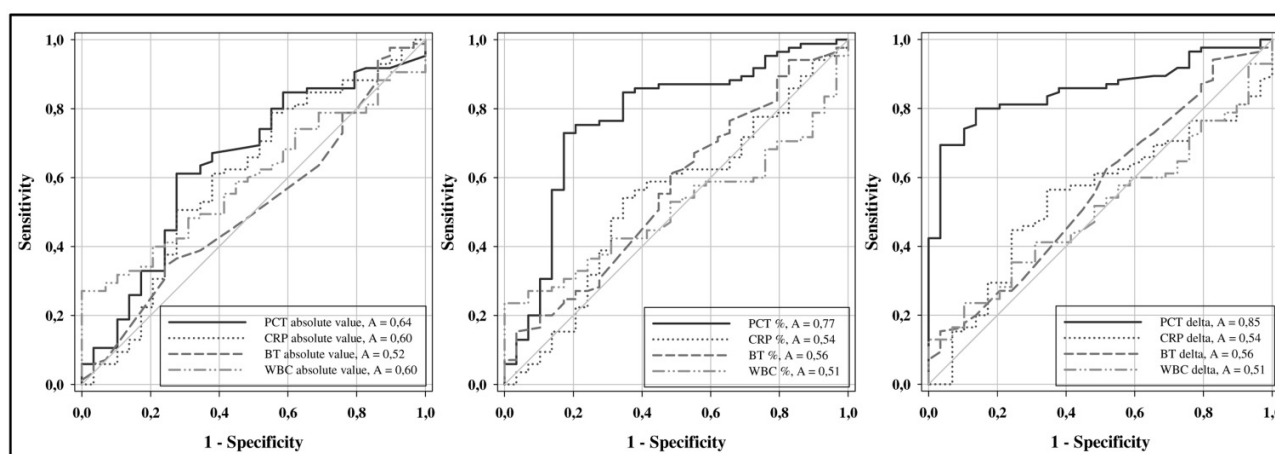 1,0
0,8
0,6
0,4
0,2
0,0
Sensitivity
PCT absolute value, A = 0,64
CRP absolute value, A = 0,60
BT absolute value, A = 0,52
WBC absolute value, A = 0,60
0,0 0,2 0,4 0,6 0,8 1,0
1 - Specificity
1,0
0,8
0,6
0,4
0,2
0,0
Sensitivity
PCT %, A = 0,77
CRP %, A = 0,54
BT %, A = 0,56
WBC %, A = 0,51
0,0 0,2 0,4 0,6 0,8 1,0
1 - Specificity
1,0
0,8
0,6
0,4
0,2
0,0
Sensitivity
PCT delta, A = 0,85
CRP delta, A = 0,54
BT delta, A = 0,56
WBC delta, A = 0,51
0,0 0,2 0,4 0,6 0,8 1,0
1 - Specificity